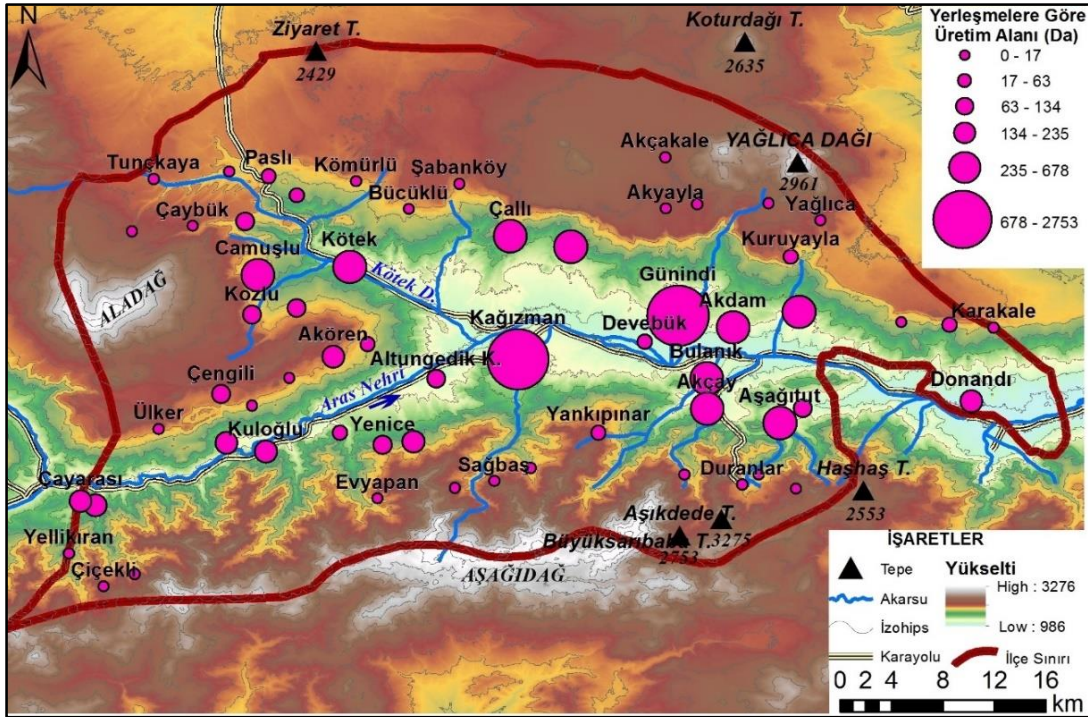 N
Ziyaret T.
2429
Koturdağı T.
2635
Yerleşmelere Göre
Üretim Alanı (Da)
0 - 17
17 - 63
63 - 134
134 - 235
235 - 678
678 - 2753
Tunçkaya
Paslı
Kömürlü
Şabanköy
Akçakale
YAĞLICA DAĞI
2961
Bücüklü
Akyayla
Yağlıca
Çaybük
Çallı
Camuşlu
Kötek
Kuruyayla
Kötek D.
Günindi
ALADAĞ
Kozlu
Akdam
Kağızman
Devebük
Karakale
Akören
Altungedik K.
Bulanık
Çengilli
Aras Nehri
Akçay
Donandı
Aşağıtut
Ülker
Kuloğlu
Yenice
Yankıpınar
Sağbaş
Duranlar
Haşhaş T.
2553
Çayarası
Evyapan
Aşıkdede T.
3275
Yellikıran
Büyüksarıbaba T.
2753
Çiçekli
AŞAĞIDAĞ
İŞARETLER
Tepe
Yükselti
Akarsu
High : 3276
İzohips
Low : 986
Karayolu
İlçe Sınırı
0 2 4 8 12 16
km